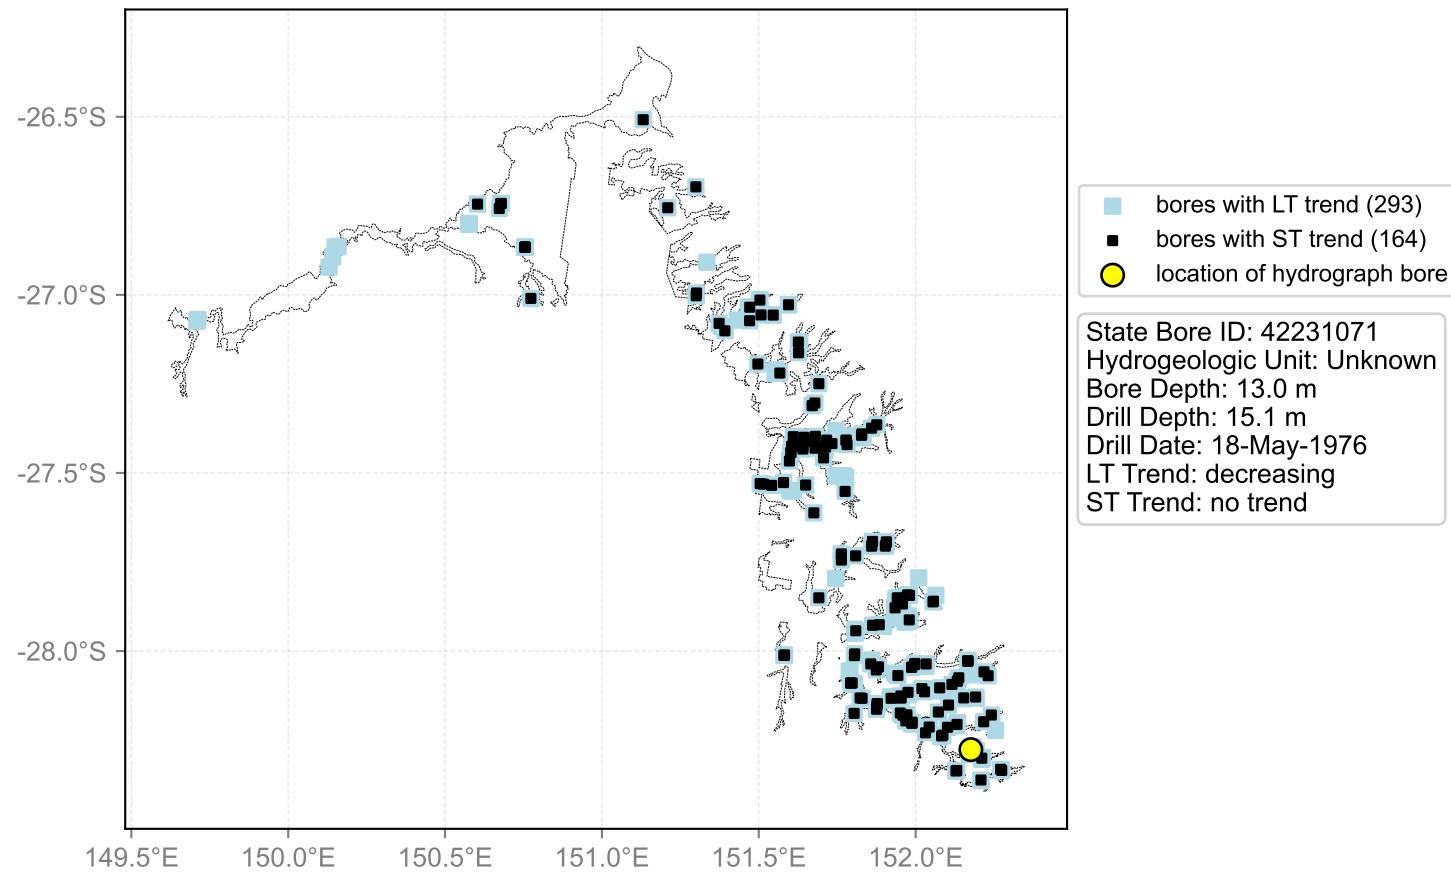 -26.5°S
-27.0°S
-27.5°S
-28.0°S
149.5°E
150.0°E
150.5°E
151.0°E
151.5°E
152.0°E
bores with LT trend (293)
bores with ST trend (164)
location of hydrograph bore
State Bore ID: 42231071
Hydrogeologic Unit: Unknown
Bore Depth: 13.0 m
Drill Depth: 15.1 m
Drill Date: 18-May-1976
LT Trend: decreasing
ST Trend: no trend